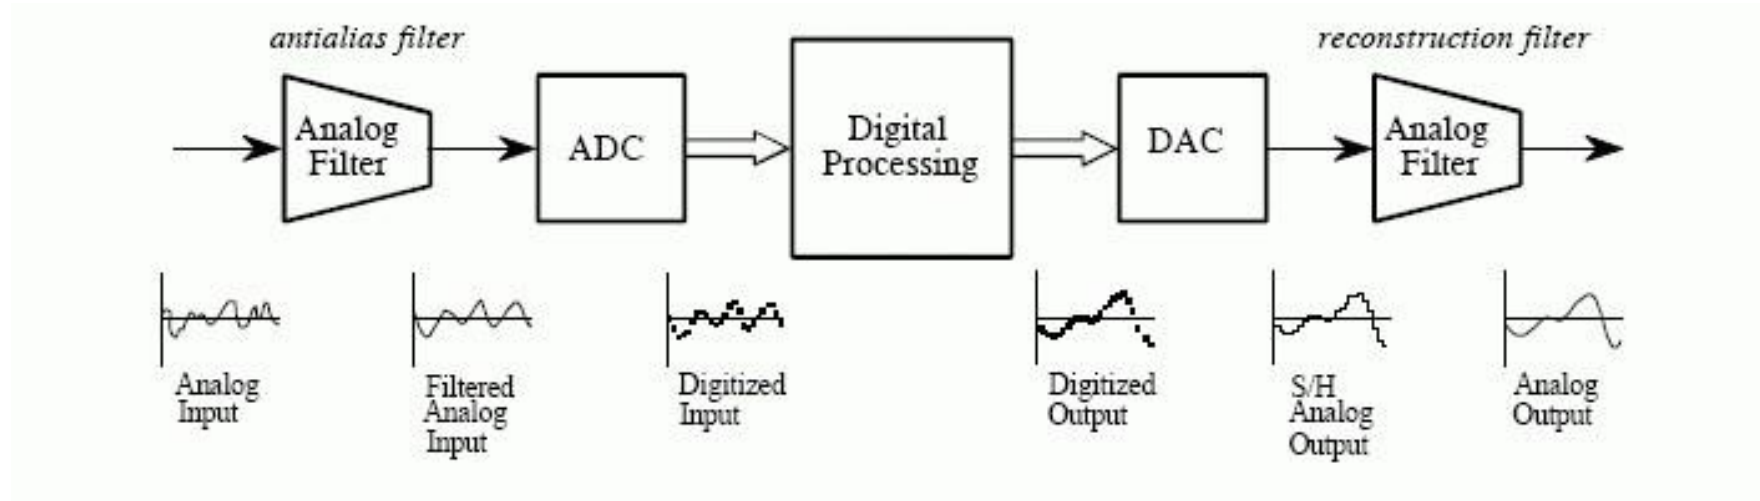 antialias filter
reconstruction filter
Analog
Filter
ADC
Digital
Processing
DAC
Analog
Filter
Analog
Input
Filtered
Analog
Input
Digitized
Input
Digitized
Output
S/H
Analog
Output
Analog
Output